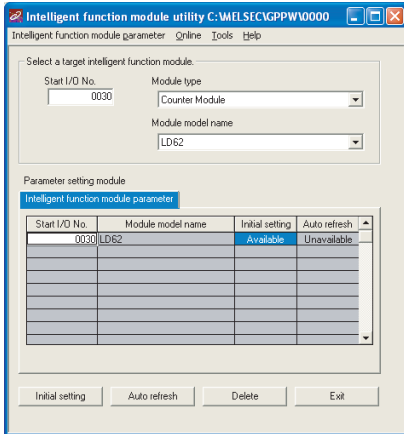 Intelligent function module utility C:\MELSEC\GPPW\0000
Intelligent function module parameter Online Tools Help
Select a target intelligent function module.
Start I/O No. Module type
0030 Counter Module
Module model name
LD62
Parameter setting module
Intelligent function module parameter
Start I/O No. Module model name Initial setting Auto refresh
0030 LD62 Available Unavailable
Initial setting Auto refresh Delete Exit